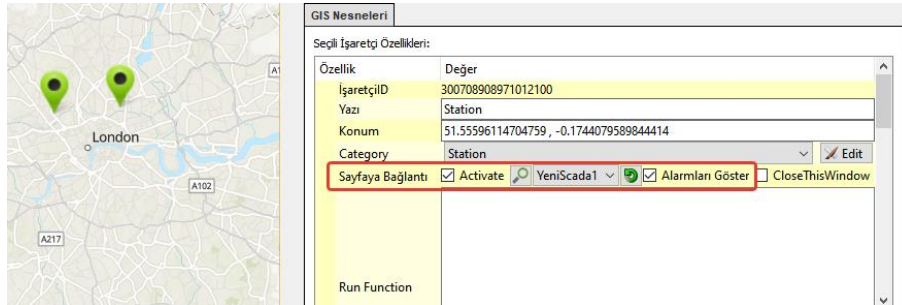 GIS Nesneleri
Seçili İşaretçi Özellikleri:
Özellik Değer
İşaretçiID 300708908971012100
Yazı Station
Konum 51.55596114704759 , -0.1744079589844414
Category Station Edit
Sayfaya Bağlantı Activate YeniScada1 Alarmları Göster CloseThisWindow
Run Function
London
A102
A217